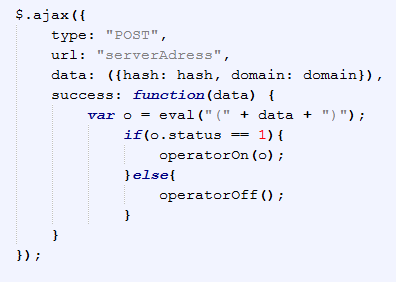 $.ajax({
    type: "POST",
    url: "serverAdress",
    data: ({hash: hash, domain: domain}),
    success: function(data) {
        var o = eval("(" + data + ")");
            if(o.status == 1){
                operatorOn(o);
            }else{
                operatorOff();
            }
    }
});